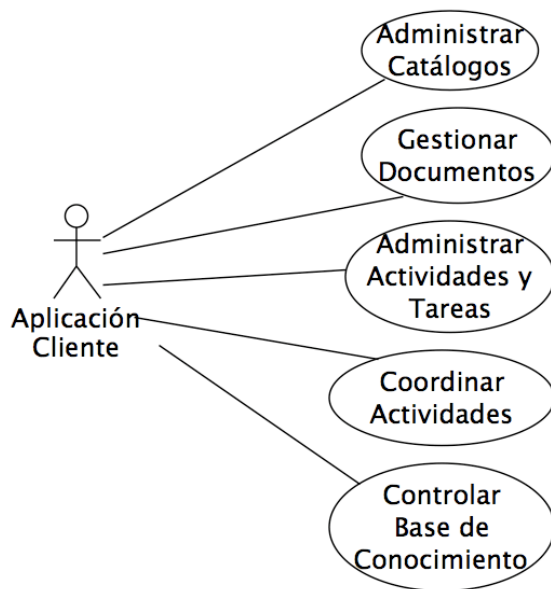 Administrar
Catálogos
Gestionar
Documentos
Administrar
Actividades y
Tareas
Aplicación
Cliente
Coordinar
Actividades
Controlar
Base de
Conocimiento